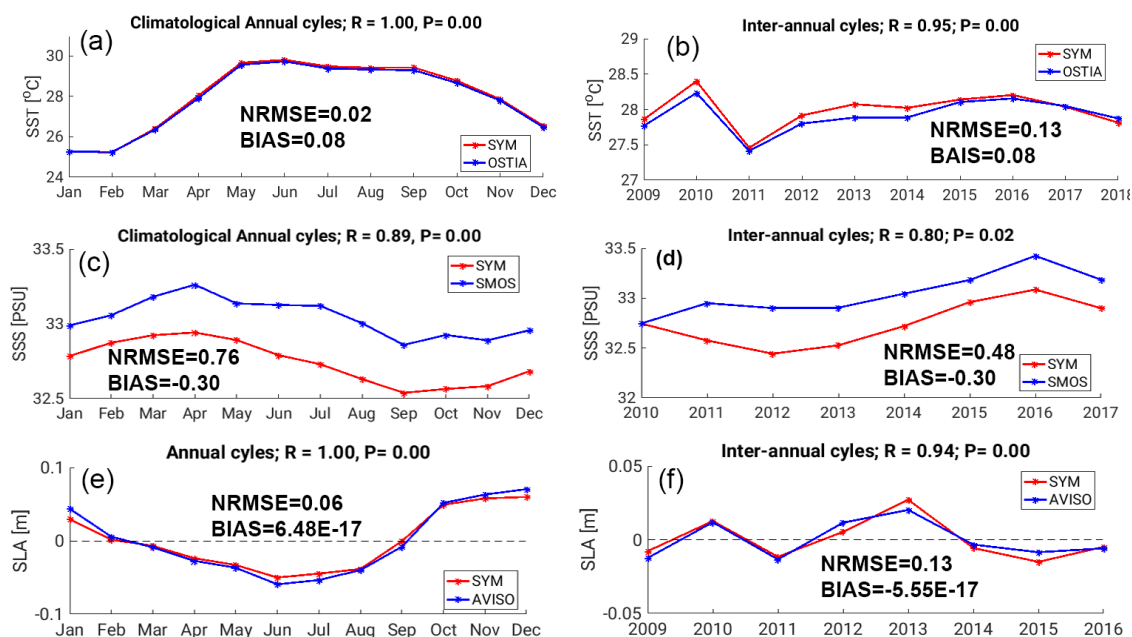 Climatological Annual cyles; R = 1.00, P= 0.00
(a)
SST [°C]
30
28
26
24
NRMSE=0.02
BIAS=0.08
SYM
OSTIA
Jan Feb Mar Apr May Jun Jul Aug Sep Oct Nov Dec
Inter-annual cyles; R = 0.95; P= 0.00
(b)
SST [°C]
29
28.5
28
27.5
27
SYM
OSTIA
NRMSE=0.13
BAIS=0.08
2009 2010 2011 2012 2013 2014 2015 2016 2017 2018
Climatological Annual cyles; R = 0.89, P= 0.00
(c)
SSS [PSU]
33.5
33
32.5
SYM
SMOS
NRMSE=0.76
BIAS=-0.30
Jan Feb Mar Apr May Jun Jul Aug Sep Oct Nov Dec
Inter-annual cyles; R = 0.80; P= 0.02
(d)
SSS [PSU]
33.5
33
32.5
32
NRMSE=0.48
BIAS=-0.30
SYM
SMOS
2010 2011 2012 2013 2014 2015 2016 2017
Annual cyles; R = 1.00, P= 0.00
(e)
SLA [m]
0.1
0
-0.1
NRMSE=0.06
BIAS=6.48E-17
SYM
AVISO
Jan Feb Mar Apr May Jun Jul Aug Sep Oct Nov Dec
Inter-annual cyles; R = 0.94; P= 0.00
(f)
SLA [m]
0.05
0
-0.05
SYM
AVISO
NRMSE=0.13
BIAS=-5.55E-17
2009 2010 2011 2012 2013 2014 2015 2016